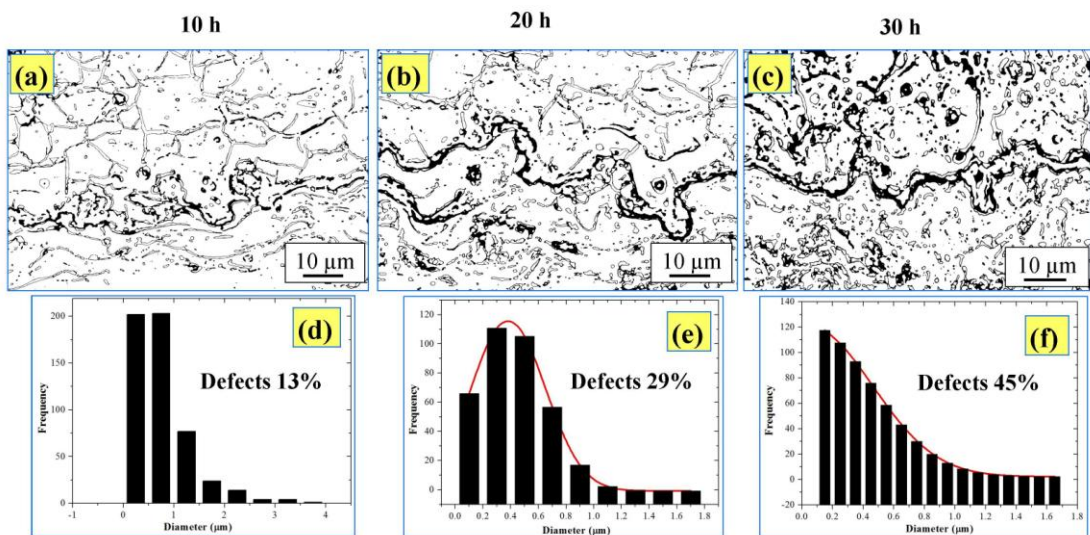 10 h
20 h
30 h
(a)
(b)
(c)
10 µm
10 µm
10 µm
(d)
Defects 13%
Frequency
200
150
100
50
0
-1
0
1
2
3
4
Diameter (µm)
(e)
Defects 29%
Frequency
120
100
80
60
40
20
0
0.0
0.2
0.4
0.6
0.8
1.0
1.2
1.4
1.6
1.8
Diameter (µm)
(f)
Defects 45%
Frequency
140
120
100
80
60
40
20
0
-20
0.0
0.2
0.4
0.6
0.8
1.0
1.2
1.4
1.6
1.8
Diameter (µm)